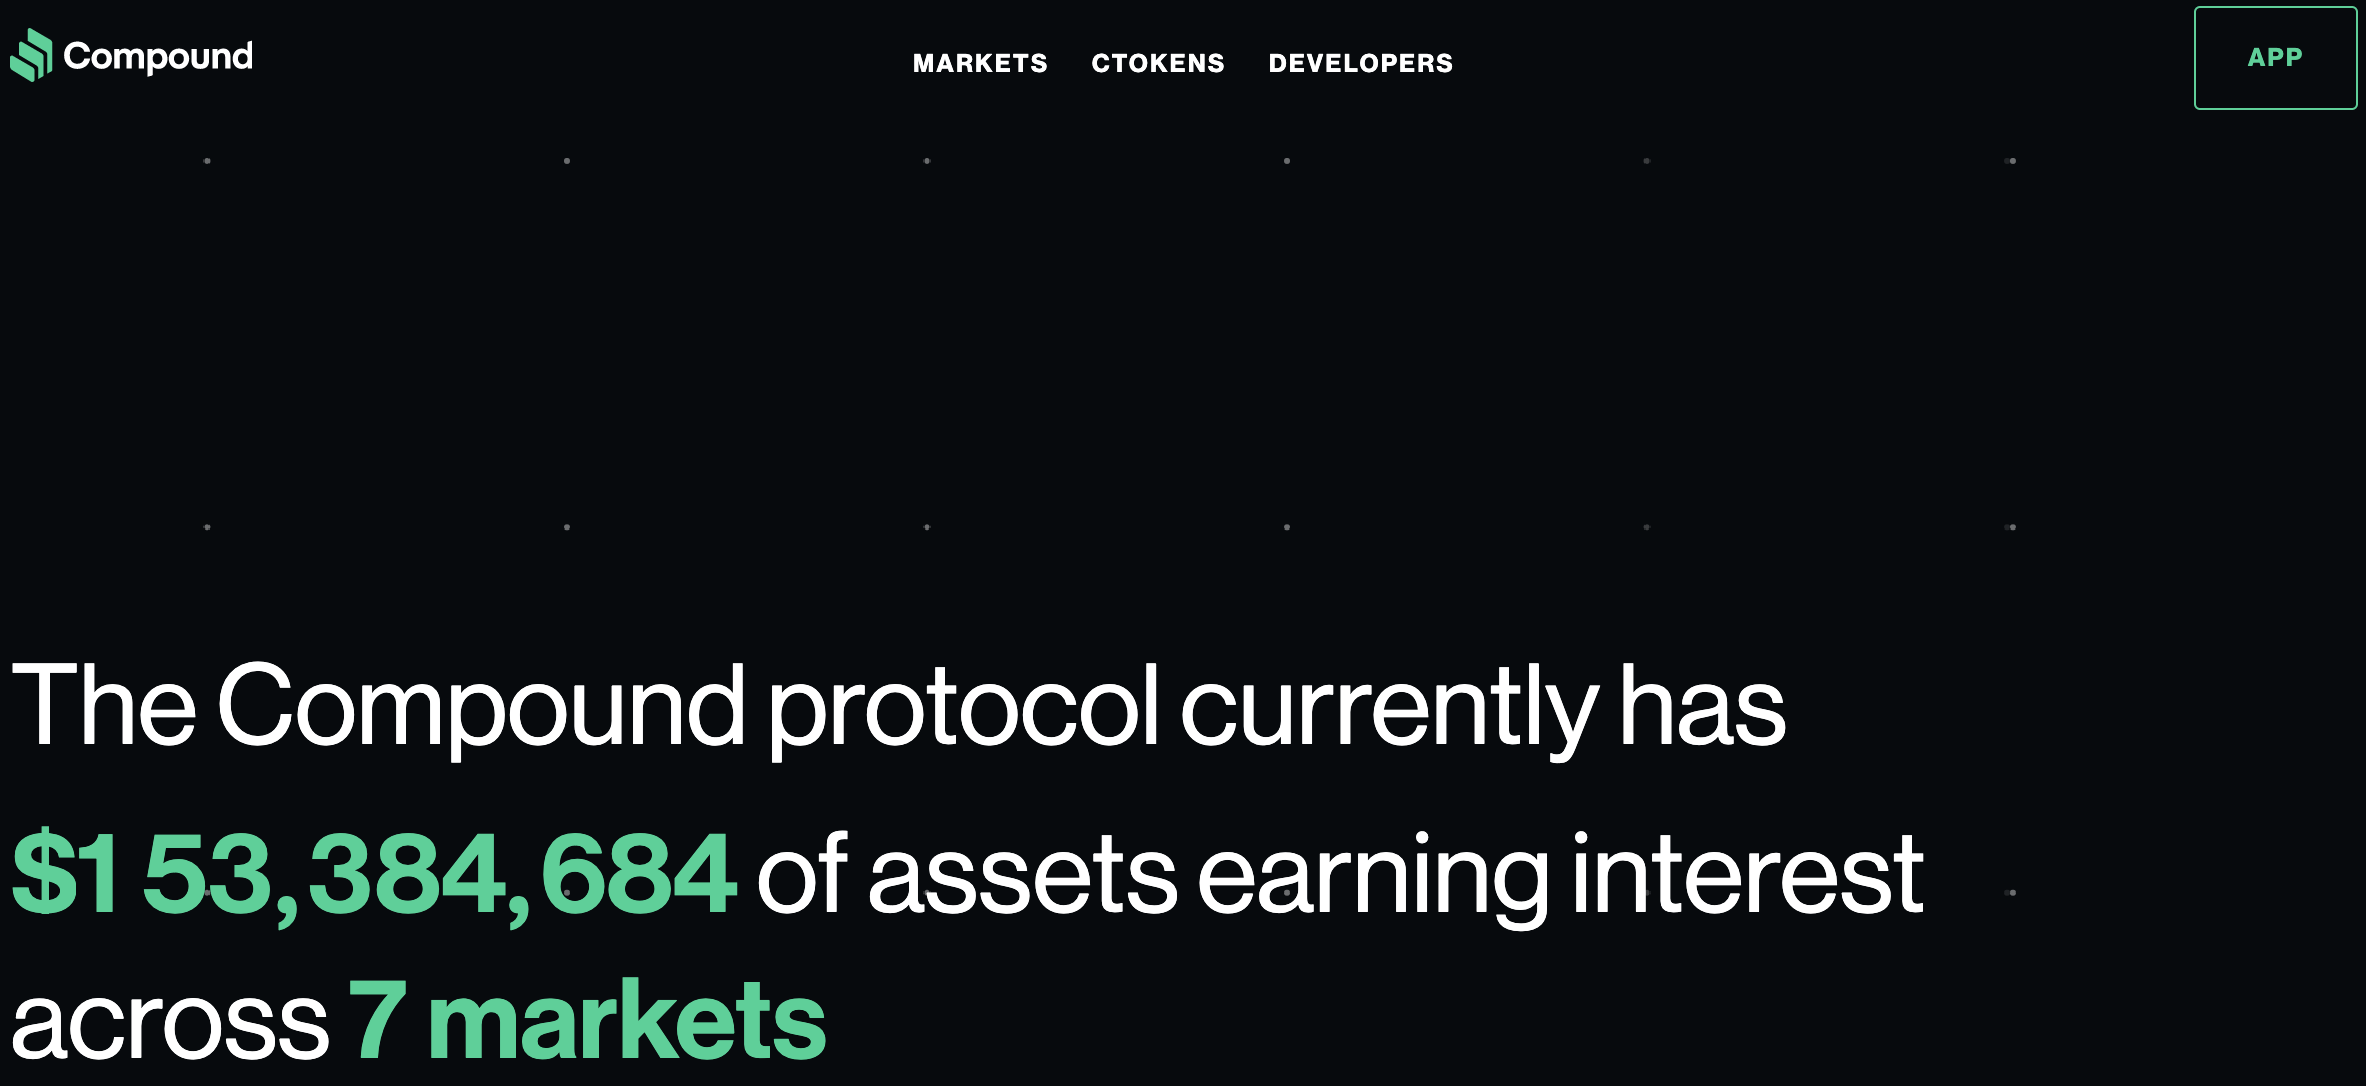 Compound
MARKETS CTOKENS DEVELOPERS
APP
The Compound protocol currently has
$153,384,684 of assets earning interest
across 7 markets